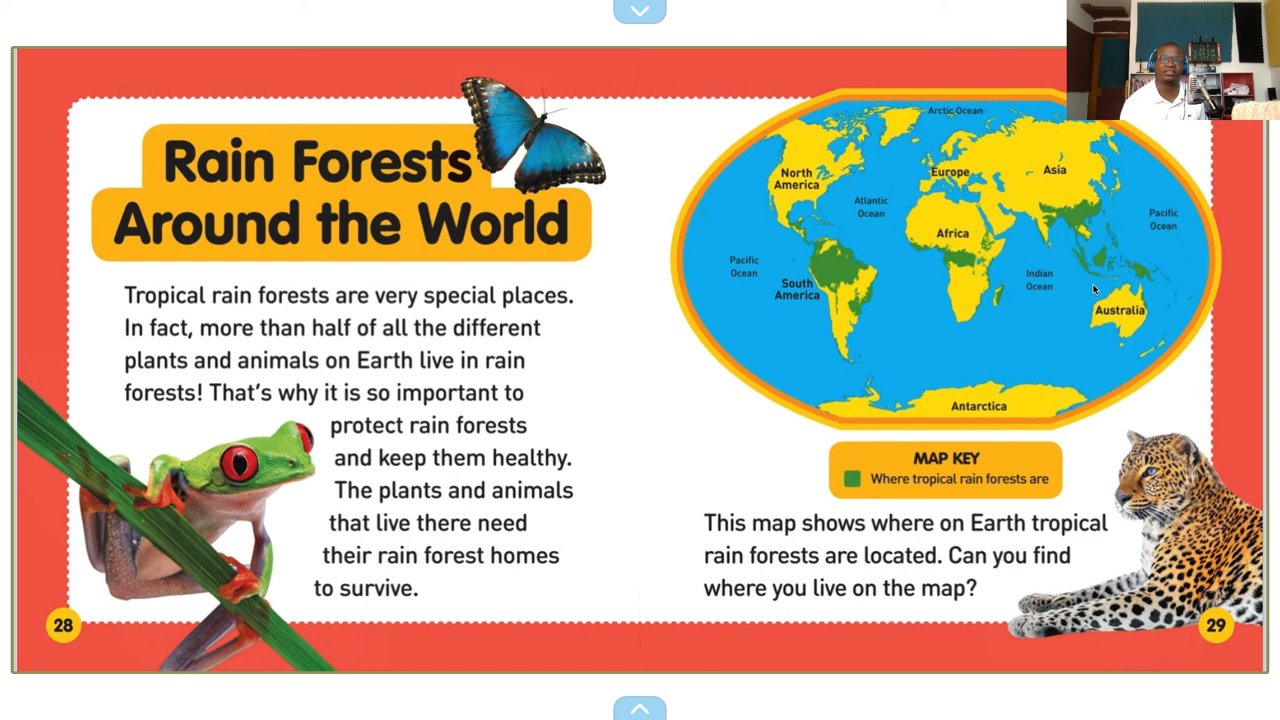 Rain Forests
Around the World
Tropical rain forests are very special places.
In fact, more than half of all the different
plants and animals on Earth live in rain
forests! That's why it is so important to
protect rain forests
and keep them healthy.
The plants and animals
that live there need
their rain forest homes
to survive.
28
Arctic Ocean
North
America
Europe
Asia
Atlantic
Ocean
Pacific
Ocean
Africa
Pacific
Ocean
Indian
Ocean
South
America
Australia
Antarctica
MAP KEY
Where tropical rain forests are
This map shows where on Earth tropical
rain forests are located. Can you find
where you live on the map?
29